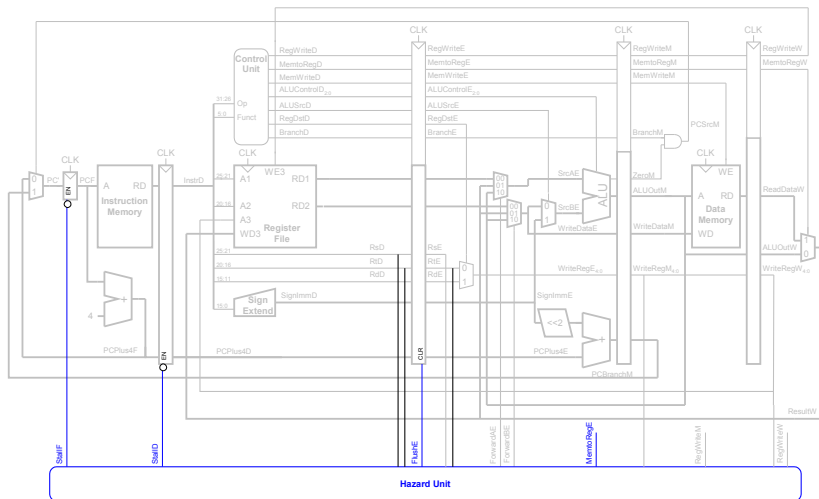 CLK
CLK
CLK
Control
Unit
RegWriteD
MemtoRegD
MemWriteD
ALUControlD2:0
ALUSrcD
RegDstD
BranchD
31:26
Op
5:0
Funct
RegWriteE
MemtoRegE
MemWriteE
ALUControlE2:0
ALUSrcE
RegDstE
BranchE
RegWriteM
MemtoRegM
MemWriteM
BranchM
PCSrcM
RegWriteW
MemtoRegW
CLK
CLK
CLK
CLK
0
1
PC'
EN
PCF
A
RD
Instruction
Memory
InstrD
25:21
20:16
A1
A2
A3
WD3
WE3
RD1
RD2
Register
File
00
01
10
00
01
10
0
1
SrcAE
SrcBE
ALU
ZeroM
ALUOutM
WriteDataE
WriteDataM
WE
A
RD
Data
Memory
WD
ReadDataW
1
0
ALUOutW
25:21
RsD
RsE
20:16
RtD
RtE
15:11
RdD
RdE
0
1
WriteRegE4:0
WriteRegM4:0
WriteRegW4:0
15:0
Sign
Extend
SignImmD
SignImmE
<<2
+
4
+
PCPlus4F
EN
PCPlus4D
CLR
PCPlus4E
PCBranchM
ResultW
StallF
StallD
FlushE
ForwardAE
ForwardBE
MemtoRegE
RegWriteM
RegWriteW
Hazard Unit